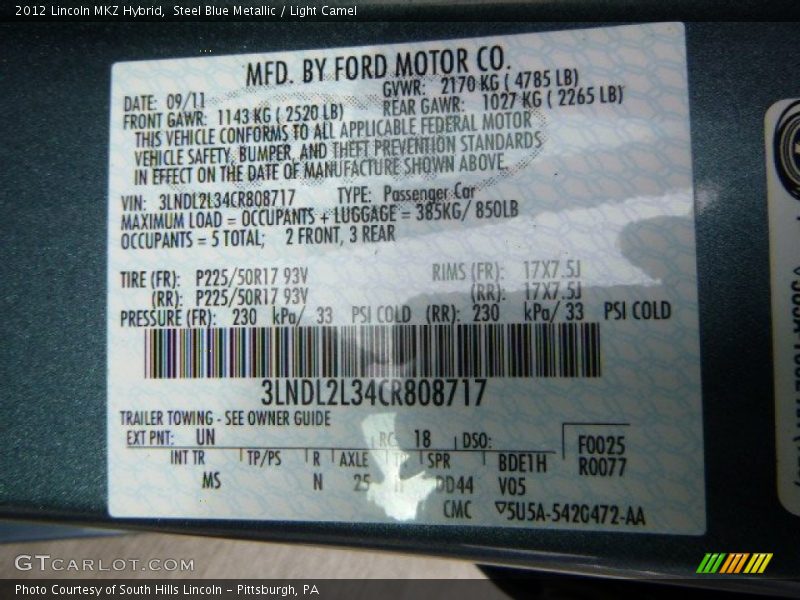 2012 Lincoln MKZ Hybrid, Steel Blue Metallic / Light Camel
MFD. BY FORD MOTOR CO.
DATE: 09/11 GVWR: 2170 KG ( 4785 LB)
FRONT GAWR: 1143 KG ( 2520 LB) REAR GAWR: 1027 KG ( 2265 LB)
THIS VEHICLE CONFORMS TO ALL APPLICABLE FEDERAL MOTOR
VEHICLE SAFETY, BUMPER, AND THEFT PREVENTION STANDARDS
IN EFFECT ON THE DATE OF MANUFACTURE SHOWN ABOVE.
VIN: 3LNDL2L34CR808717 TYPE: Passenger Car
MAXIMUM LOAD = OCCUPANTS + LUGGAGE = 385KG/ 850LB
OCCUPANTS = 5 TOTAL; 2 FRONT, 3 REAR
TIRE (FR): P225/50R17 93V RIMS (FR): 17X7.5J
(RR): P225/50R17 93V (RR): 17X7.5J
PRESSURE (FR): 230 kPa/ 33 PSI COLD (RR): 230 kPa/ 33 PSI COLD
3LNDL2L34CR808717
TRAILER TOWING - SEE OWNER GUIDE
EXT PNT: UN RC: 18 DSO: F0025
INT TR TP/PS R AXLE SPR BDE1H R0077
MS N 25 DD44 V05
CMC 5U5A-5420472-AA
GTCARLOT.COM
Photo Courtesy of South Hills Lincoln - Pittsburgh, PA